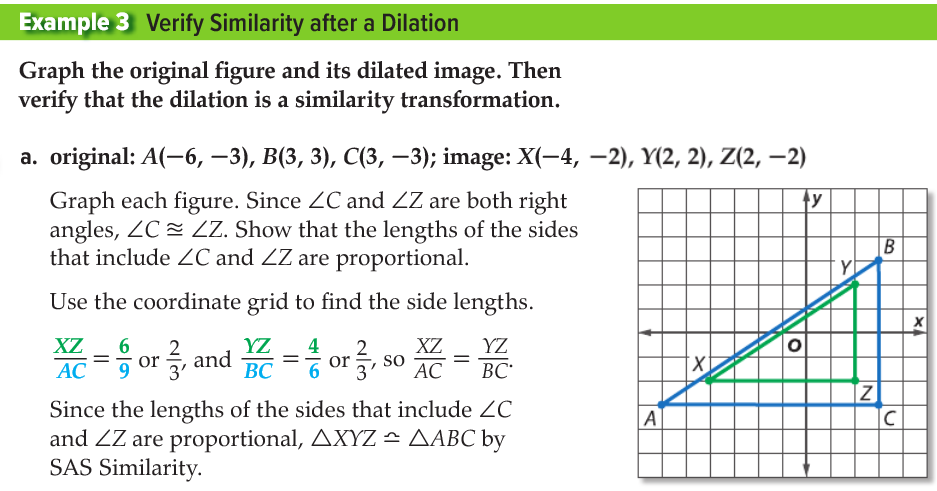 Example 3 Verify Similarity after a Dilation
Graph the original figure and its dilated image. Then
verify that the dilation is a similarity transformation.
a. original: A(−6, −3), B(3, 3), C(3, −3); image: X(−4, −2), Y(2, 2), Z(2, −2)
Graph each figure. Since ∠C and ∠Z are both right
angles, ∠C ≅ ∠Z. Show that the lengths of the sides
that include ∠C and ∠Z are proportional.
Use the coordinate grid to find the side lengths.
XZ/AC = 6/9 or 2/3, and YZ/BC = 4/6 or 2/3, so XZ/AC = YZ/BC.
Since the lengths of the sides that include ∠C
and ∠Z are proportional, △XYZ ≏ △ABC by
SAS Similarity.
y
B
Y
x
O
X
Z
A
C